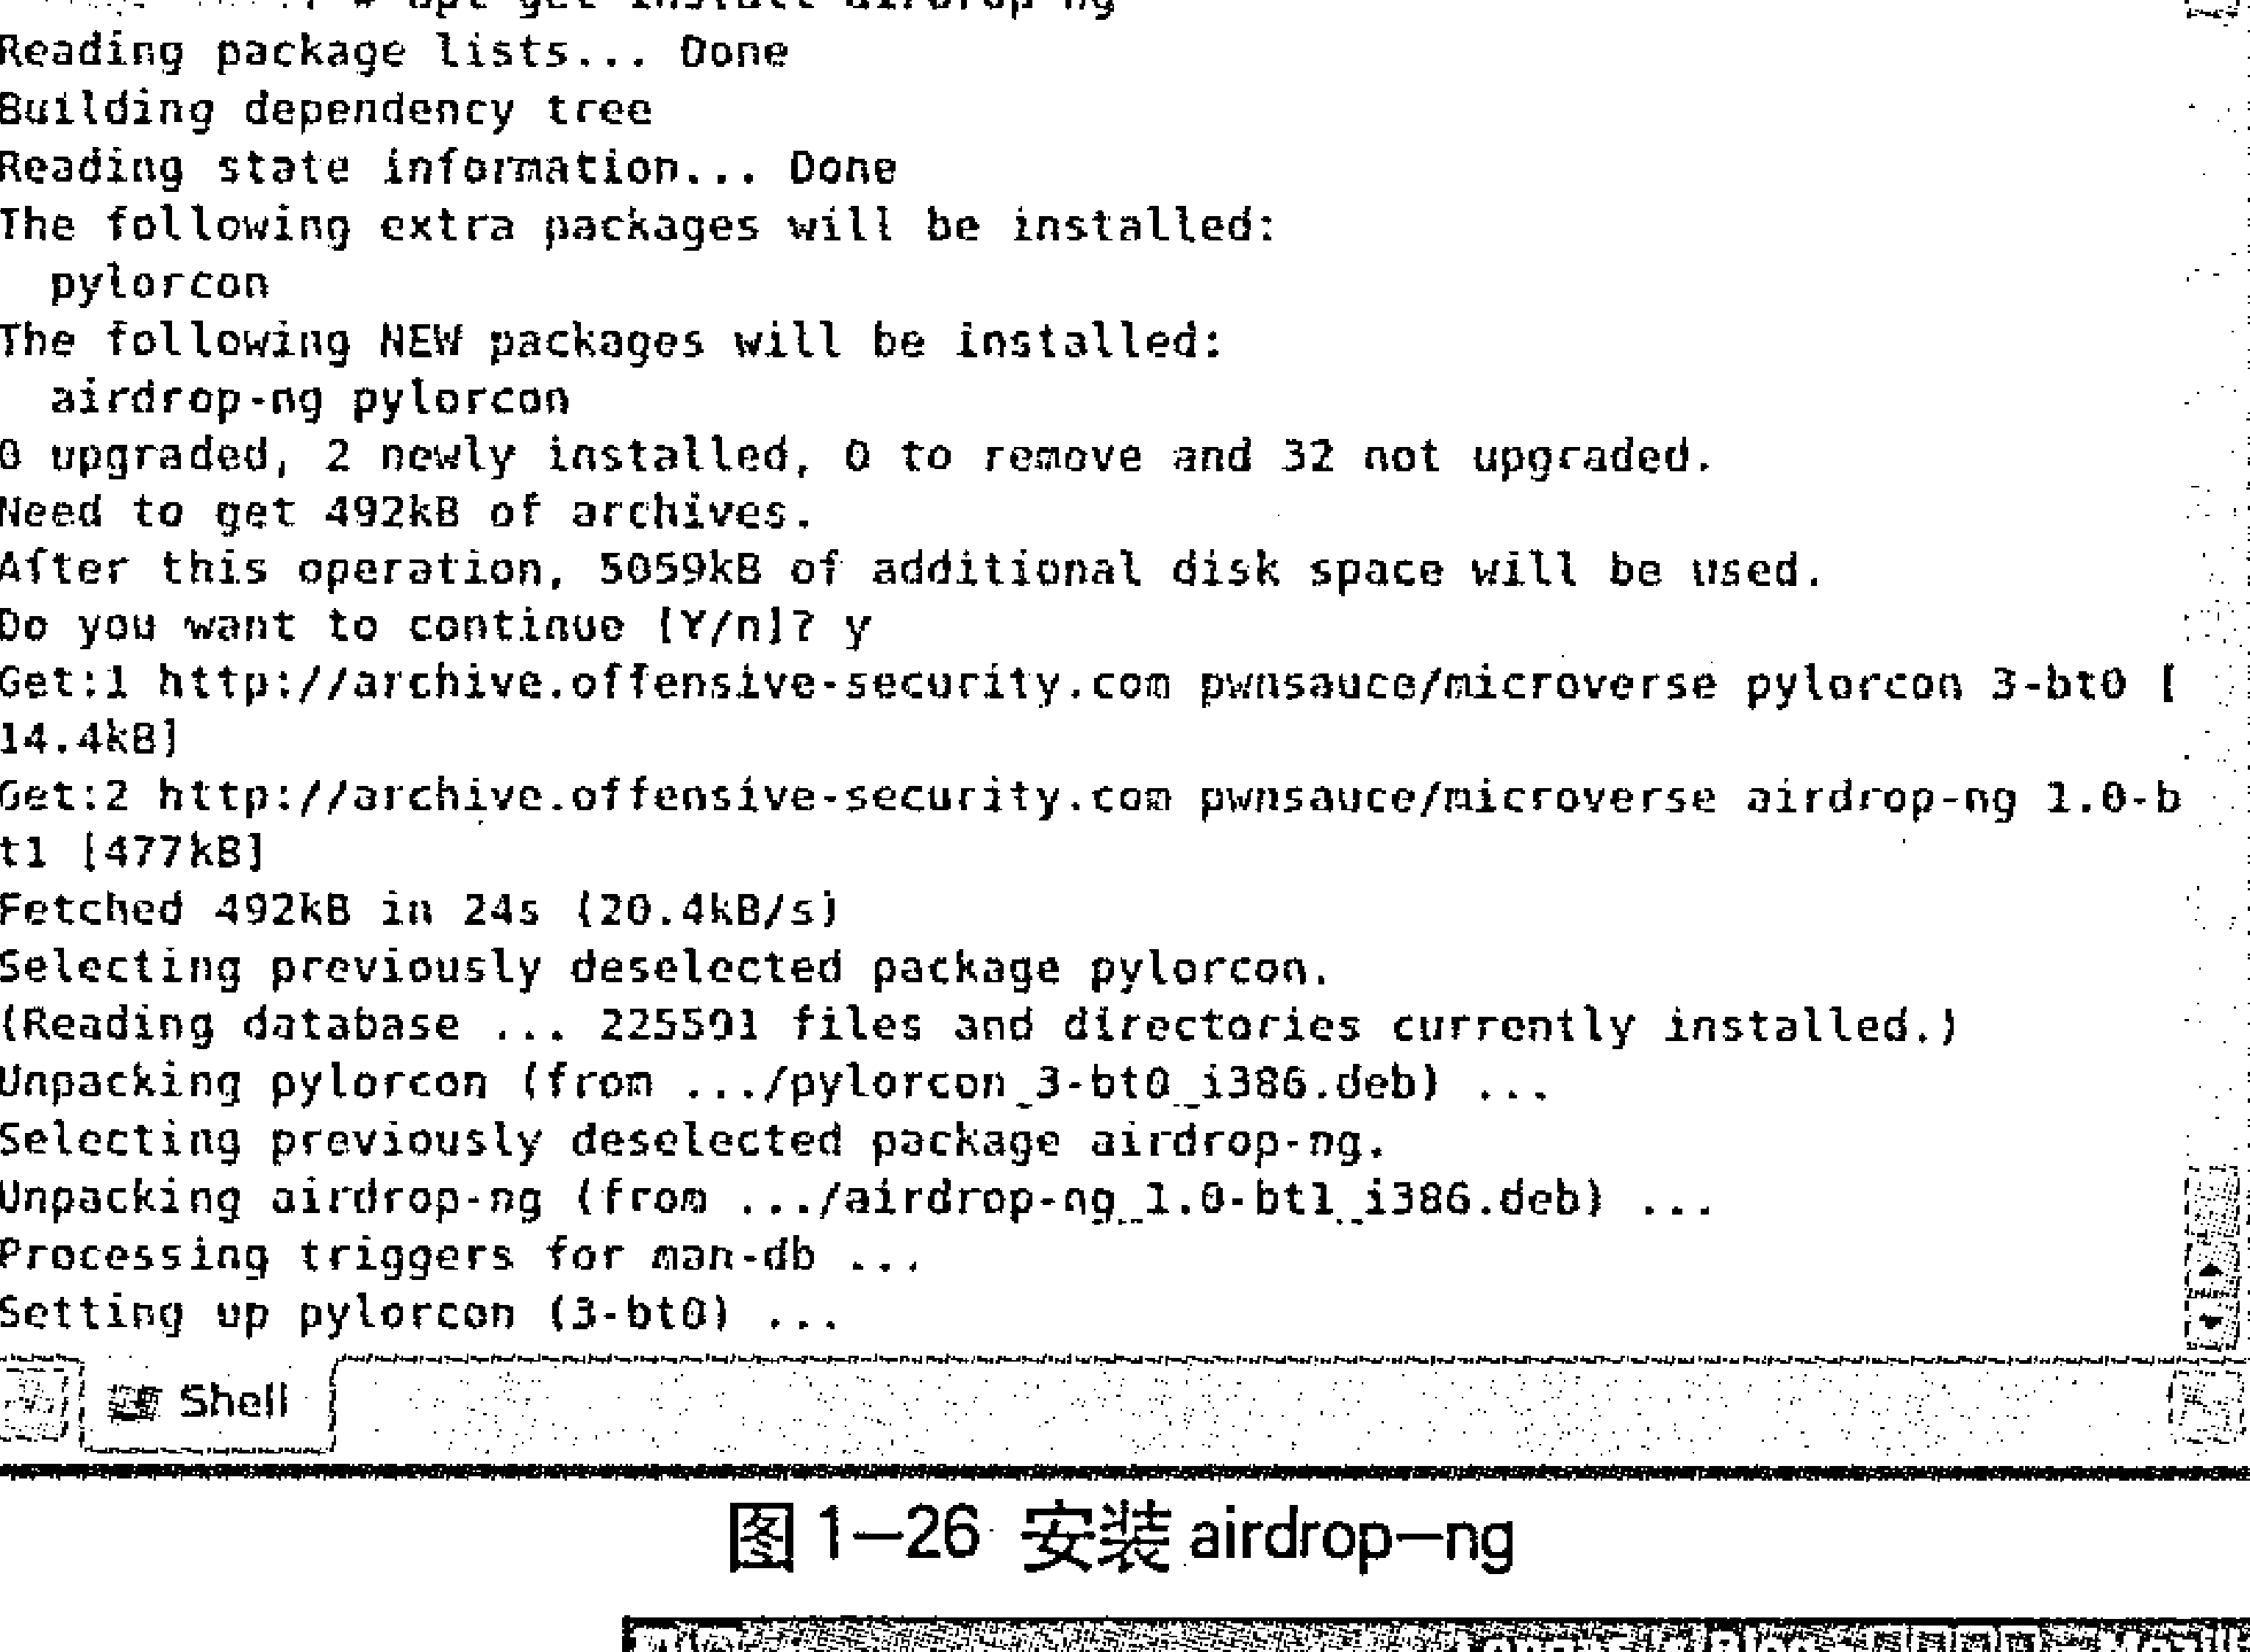 # apt-get install airdrop-ng
Reading package lists... Done
Building dependency tree
Reading state information... Done
The following extra packages will be installed:
pylorcon
The following NEW packages will be installed:
airdrop-ng pylorcon
0 upgraded, 2 newly installed, 0 to remove and 32 not upgraded.
Need to get 492kB of archives.
After this operation, 5059kB of additional disk space will be used.
Do you want to continue [Y/n]? y
Get:1 http://archive.offensive-security.com pwnsauce/microverse pylorcon 3-bt0 [
14.4kB]
Get:2 http://archive.offensive-security.com pwnsauce/microverse airdrop-ng 1.0-b
t1 [477kB]
Fetched 492kB in 24s (20.4kB/s)
Selecting previously deselected package pylorcon.
(Reading database ... 225591 files and directories currently installed.)
Unpacking pylorcon (from .../pylorcon_3-bt0_i386.deb) ...
Selecting previously deselected package airdrop-ng.
Unpacking airdrop-ng (from .../airdrop-ng_1.0-bt1_i386.deb) ...
Processing triggers for man-db ...
Setting up pylorcon (3-bt0) ...
Shell
图 1—26 安装 airdrop—ng